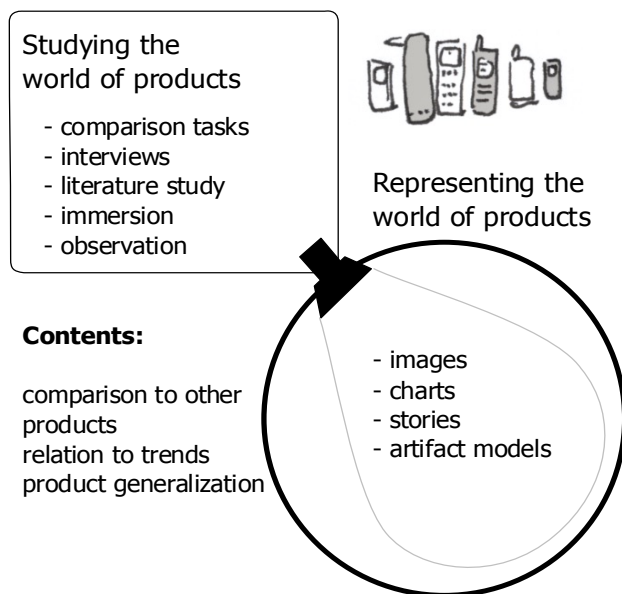 Studying the
world of products
- comparison tasks
- interviews
- literature study
- immersion
- observation
Representing the
world of products
Contents:
comparison to other
products
relation to trends
product generalization
- images
- charts
- stories
- artifact models